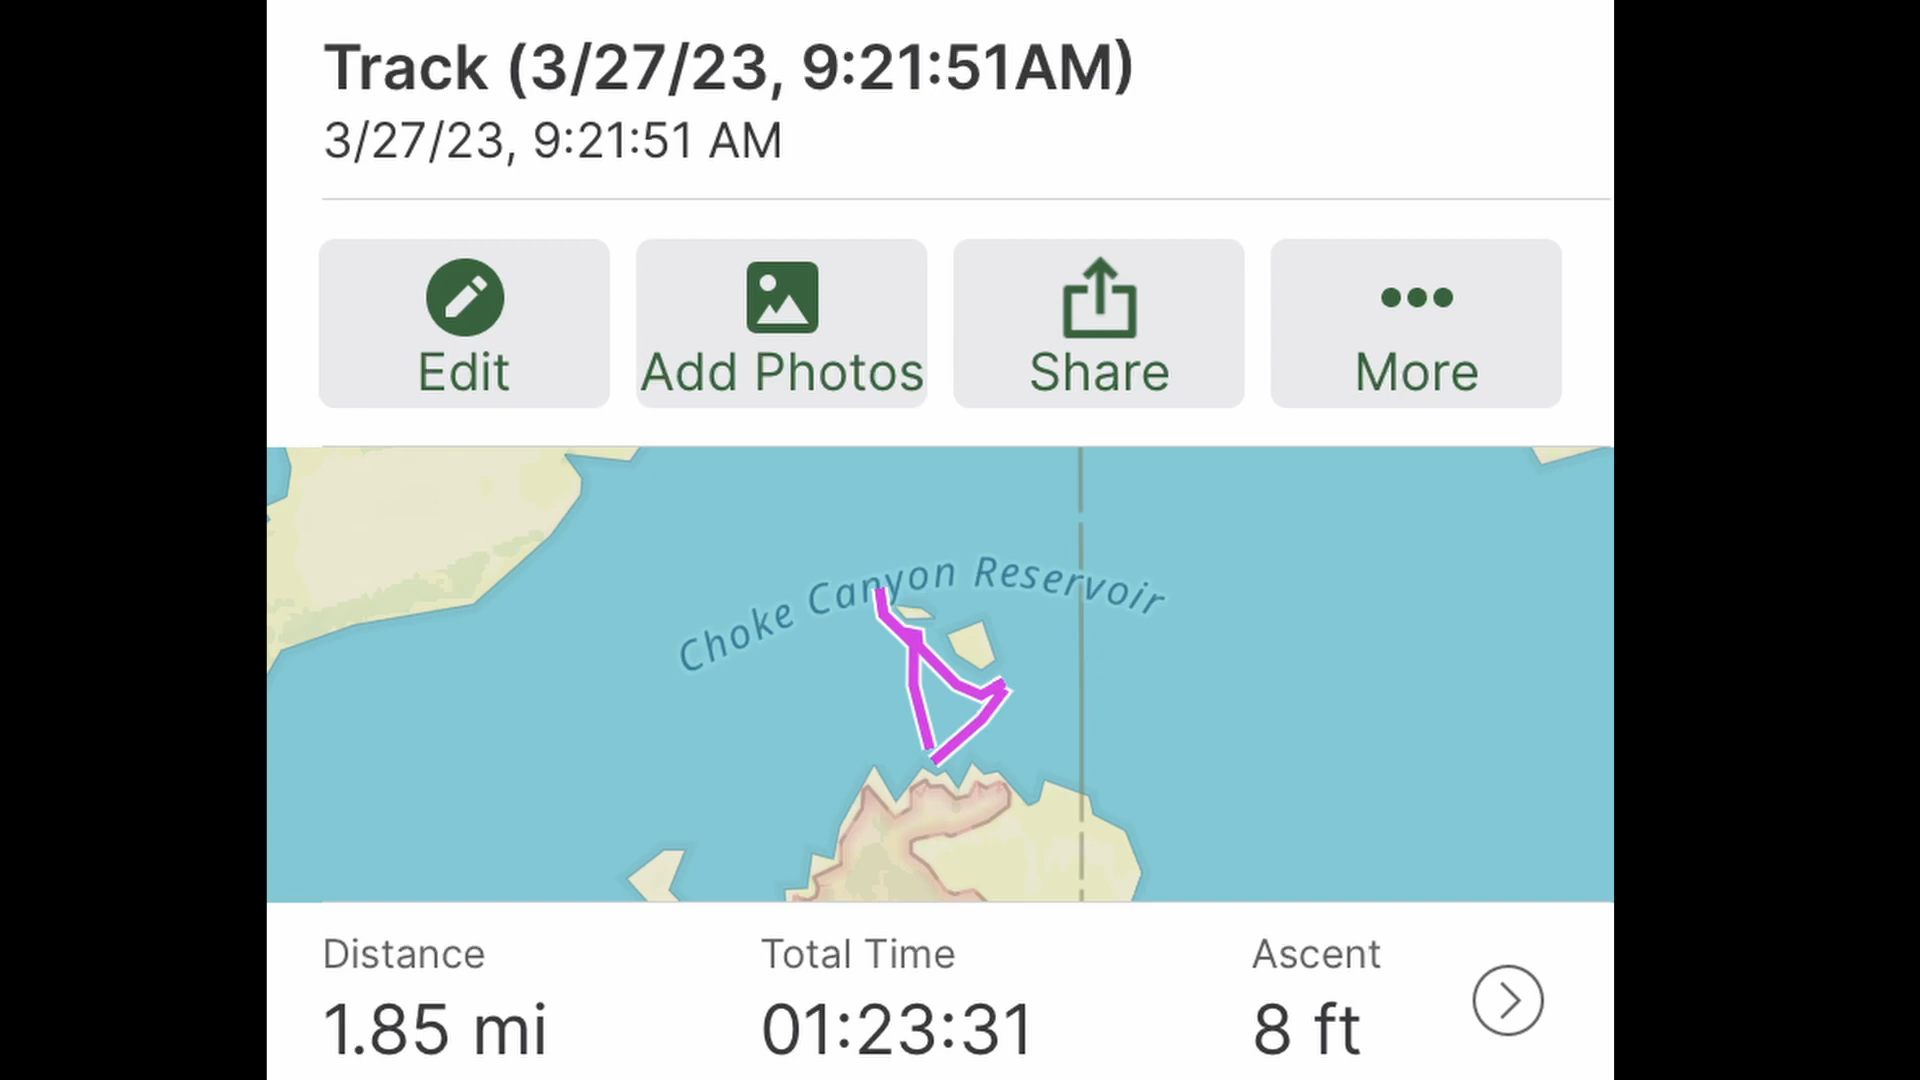 Track (3/27/23, 9:21:51AM)
3/27/23, 9:21:51 AM
Edit
Add Photos
Share
More
Choke Canyon Reservoir
Distance
Total Time
Ascent
1.85 mi
01:23:31
8 ft